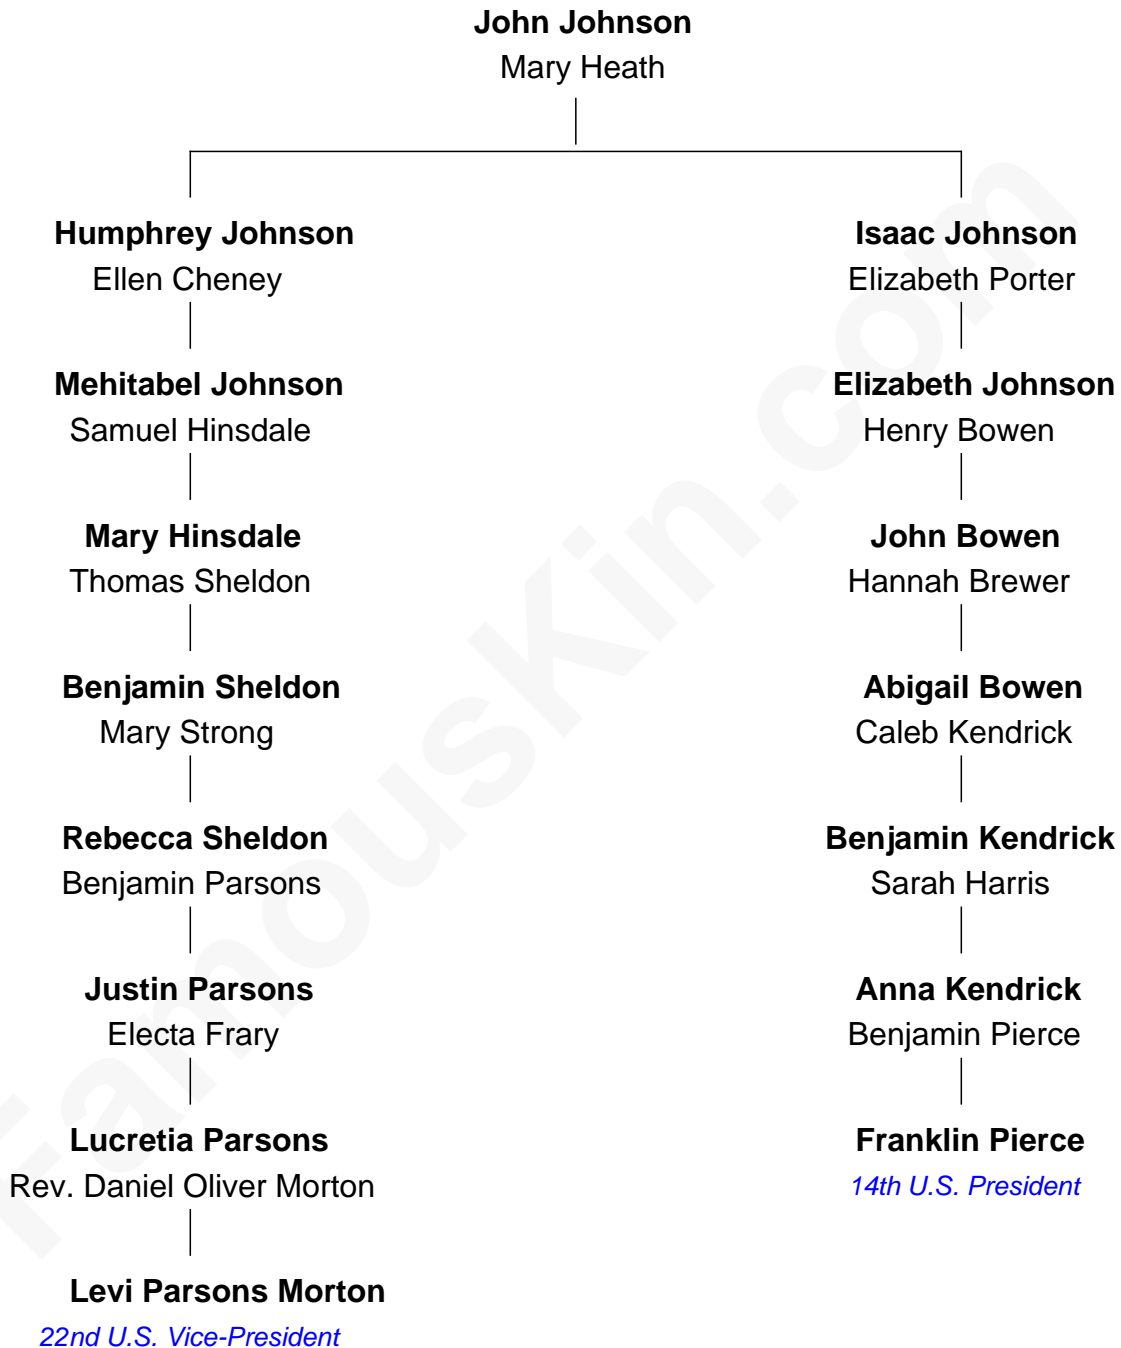 John Johnson
Mary Heath
Humphrey Johnson
Ellen Cheney
Isaac Johnson
Elizabeth Porter
Mehitabel Johnson
Samuel Hinsdale
Elizabeth Johnson
Henry Bowen
Mary Hinsdale
Thomas Sheldon
John Bowen
Hannah Brewer
Benjamin Sheldon
Mary Strong
Abigail Bowen
Caleb Kendrick
Rebecca Sheldon
Benjamin Parsons
Benjamin Kendrick
Sarah Harris
Justin Parsons
Electa Frary
Anna Kendrick
Benjamin Pierce
Lucretia Parsons
Rev. Daniel Oliver Morton
Franklin Pierce
14th U.S. President
Levi Parsons Morton
22nd U.S. Vice-President
FamousKin.com